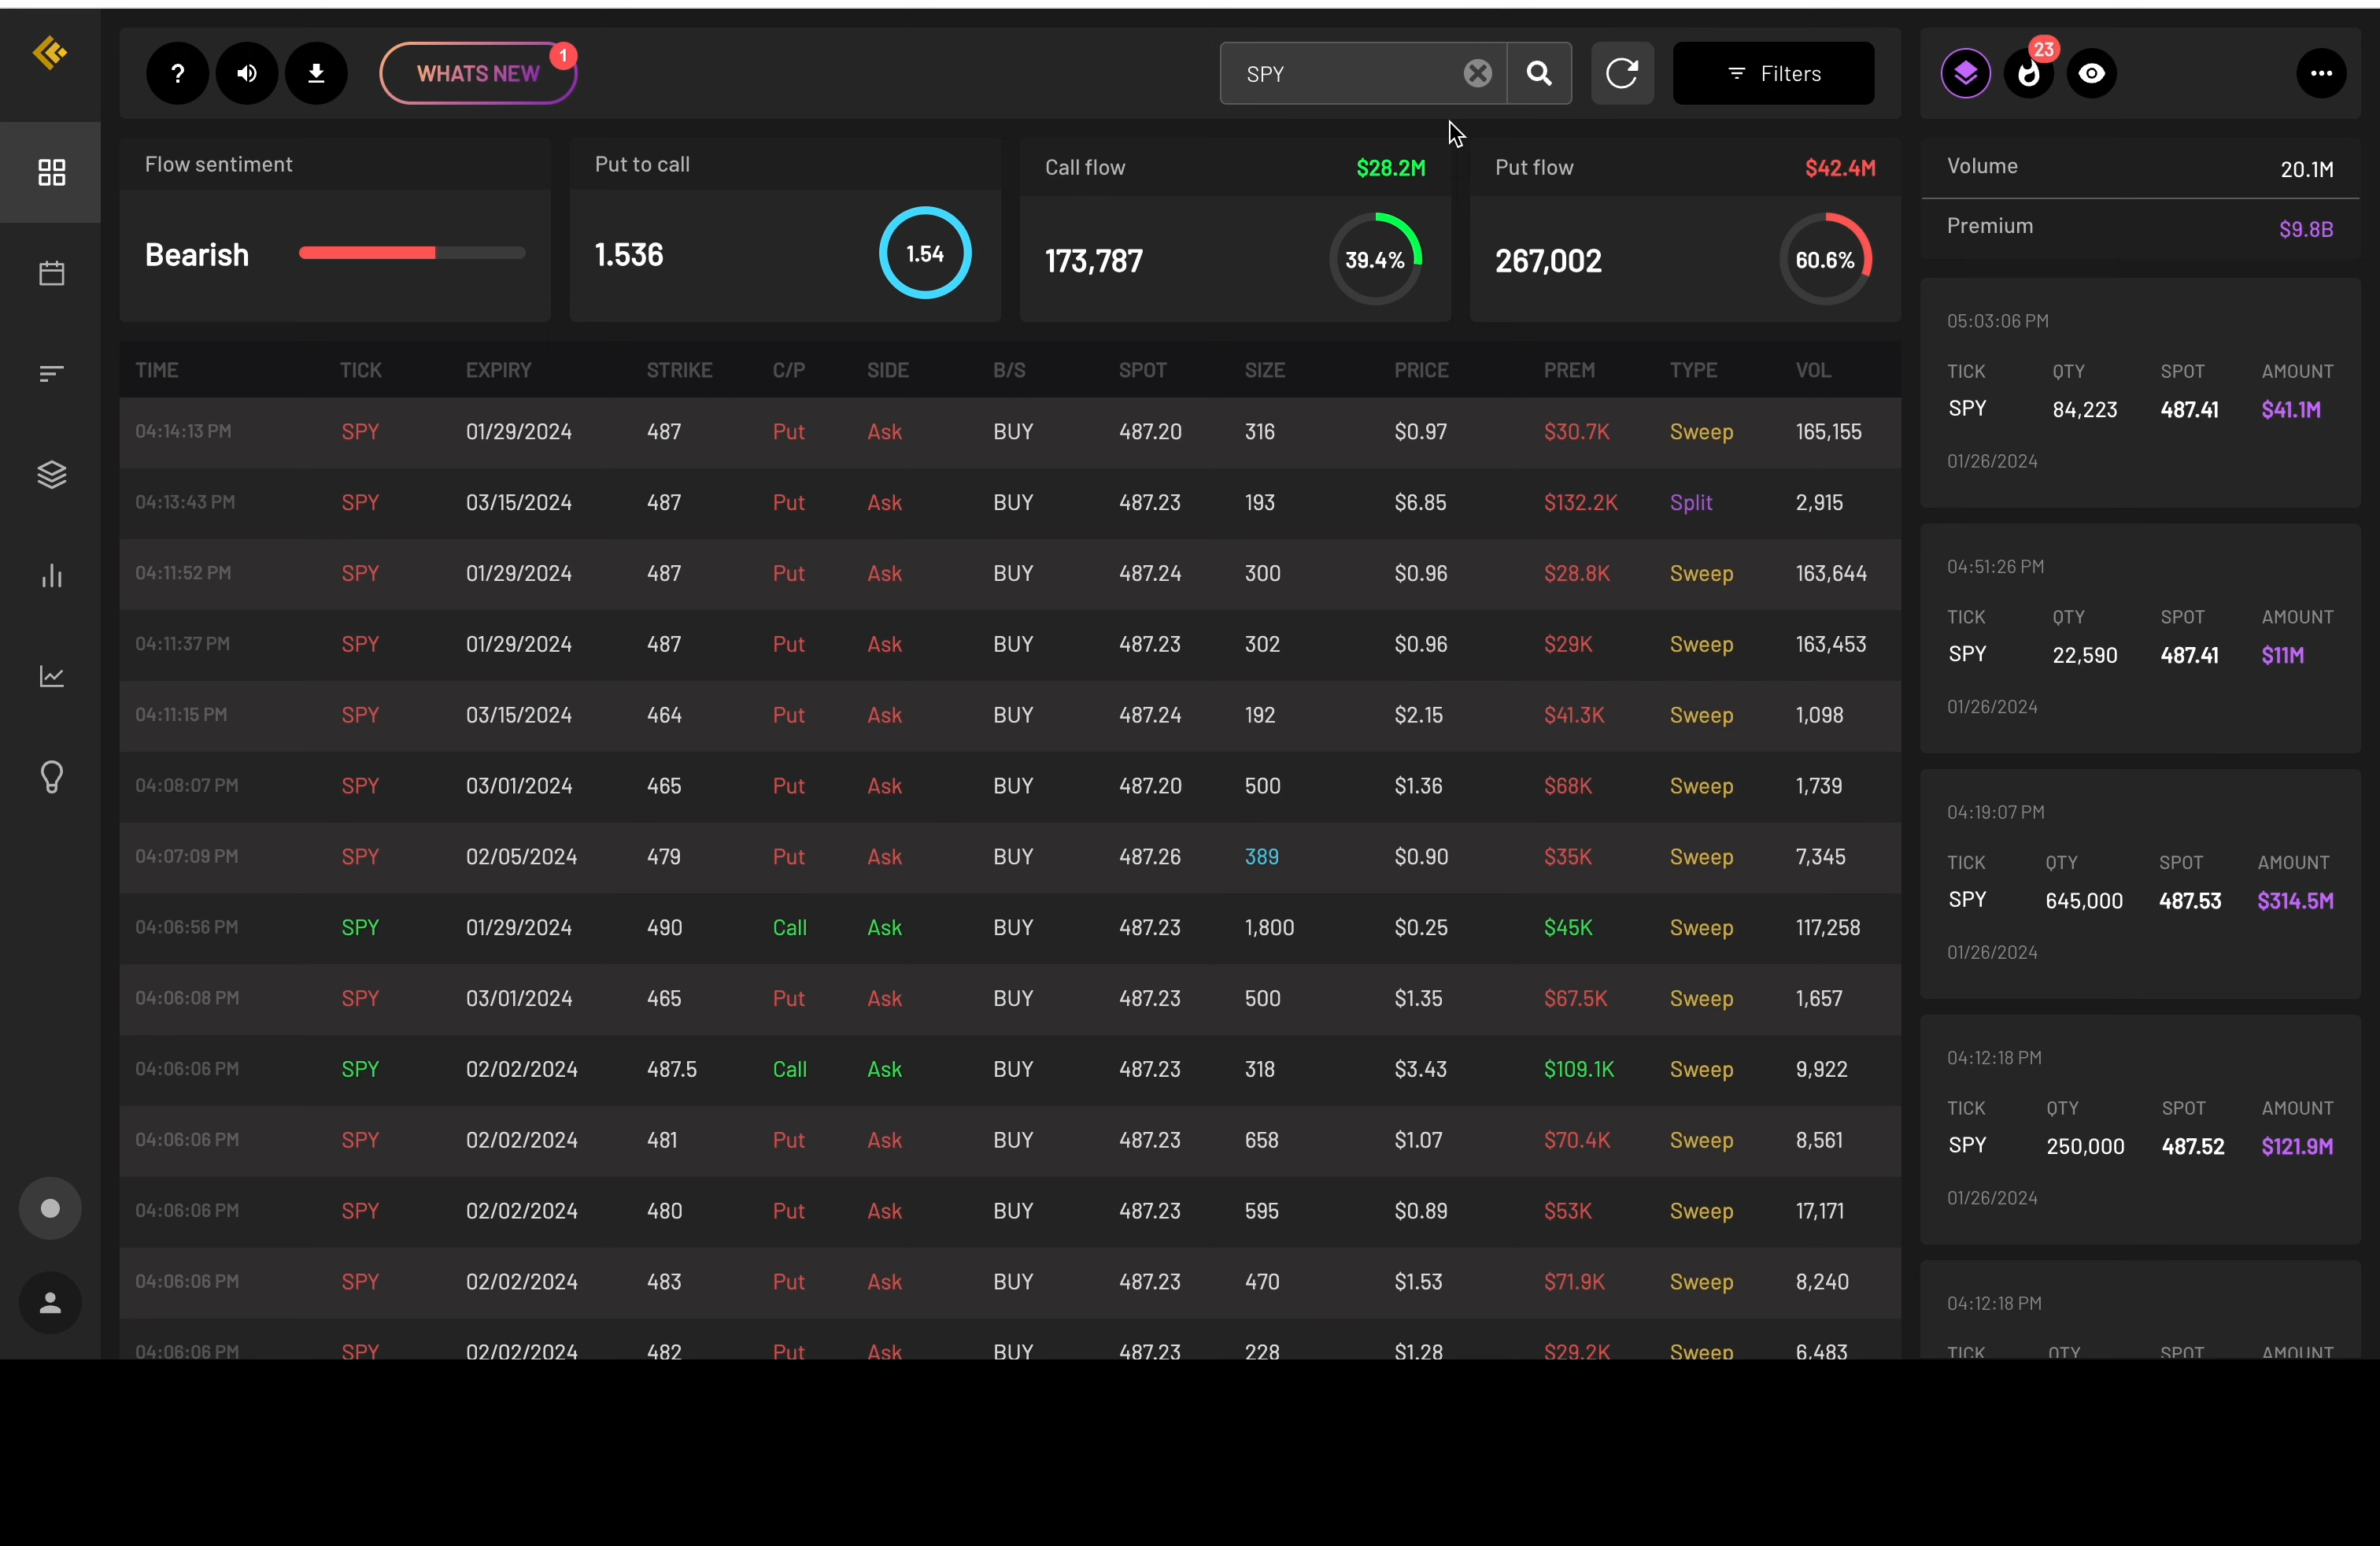 ? WHATS NEW 1 SPY Filters 23
Flow sentiment
Bearish
Put to call
1.536 1.54
Call flow $28.2M
173,787 39.4%
Put flow $42.4M
267,002 60.6%
TIME TICK EXPIRY STRIKE C/P SIDE B/S SPOT SIZE PRICE PREM TYPE VOL
04:14:13 PM SPY 01/29/2024 487 Put Ask BUY 487.20 316 $0.97 $30.7K Sweep 165,155
04:13:43 PM SPY 03/15/2024 487 Put Ask BUY 487.23 193 $6.85 $132.2K Split 2,915
04:11:52 PM SPY 01/29/2024 487 Put Ask BUY 487.24 300 $0.96 $28.8K Sweep 163,644
04:11:37 PM SPY 01/29/2024 487 Put Ask BUY 487.23 302 $0.96 $29K Sweep 163,453
04:11:15 PM SPY 03/15/2024 464 Put Ask BUY 487.24 192 $2.15 $41.3K Sweep 1,098
04:08:07 PM SPY 03/01/2024 465 Put Ask BUY 487.20 500 $1.36 $68K Sweep 1,739
04:07:09 PM SPY 02/05/2024 479 Put Ask BUY 487.26 389 $0.90 $35K Sweep 7,345
04:06:56 PM SPY 01/29/2024 490 Call Ask BUY 487.23 1,800 $0.25 $45K Sweep 117,258
04:06:08 PM SPY 03/01/2024 465 Put Ask BUY 487.23 500 $1.35 $67.5K Sweep 1,657
04:06:06 PM SPY 02/02/2024 487.5 Call Ask BUY 487.23 318 $3.43 $109.1K Sweep 9,922
04:06:06 PM SPY 02/02/2024 481 Put Ask BUY 487.23 658 $1.07 $70.4K Sweep 8,561
04:06:06 PM SPY 02/02/2024 480 Put Ask BUY 487.23 595 $0.89 $53K Sweep 17,171
04:06:06 PM SPY 02/02/2024 483 Put Ask BUY 487.23 470 $1.53 $71.9K Sweep 8,240
04:06:06 PM SPY 02/02/2024 482 Put Ask BUY 487.23 228 $1.28 $29.2K Sweep 6,483
Volume 20.1M
Premium $9.8B
05:03:06 PM
TICK QTY SPOT AMOUNT
SPY 84,223 487.41 $41.1M
01/26/2024
04:51:26 PM
TICK QTY SPOT AMOUNT
SPY 22,590 487.41 $11M
01/26/2024
04:19:07 PM
TICK QTY SPOT AMOUNT
SPY 645,000 487.53 $314.5M
01/26/2024
04:12:18 PM
TICK QTY SPOT AMOUNT
SPY 250,000 487.52 $121.9M
01/26/2024
04:12:18 PM
TICK QTY SPOT AMOUNT